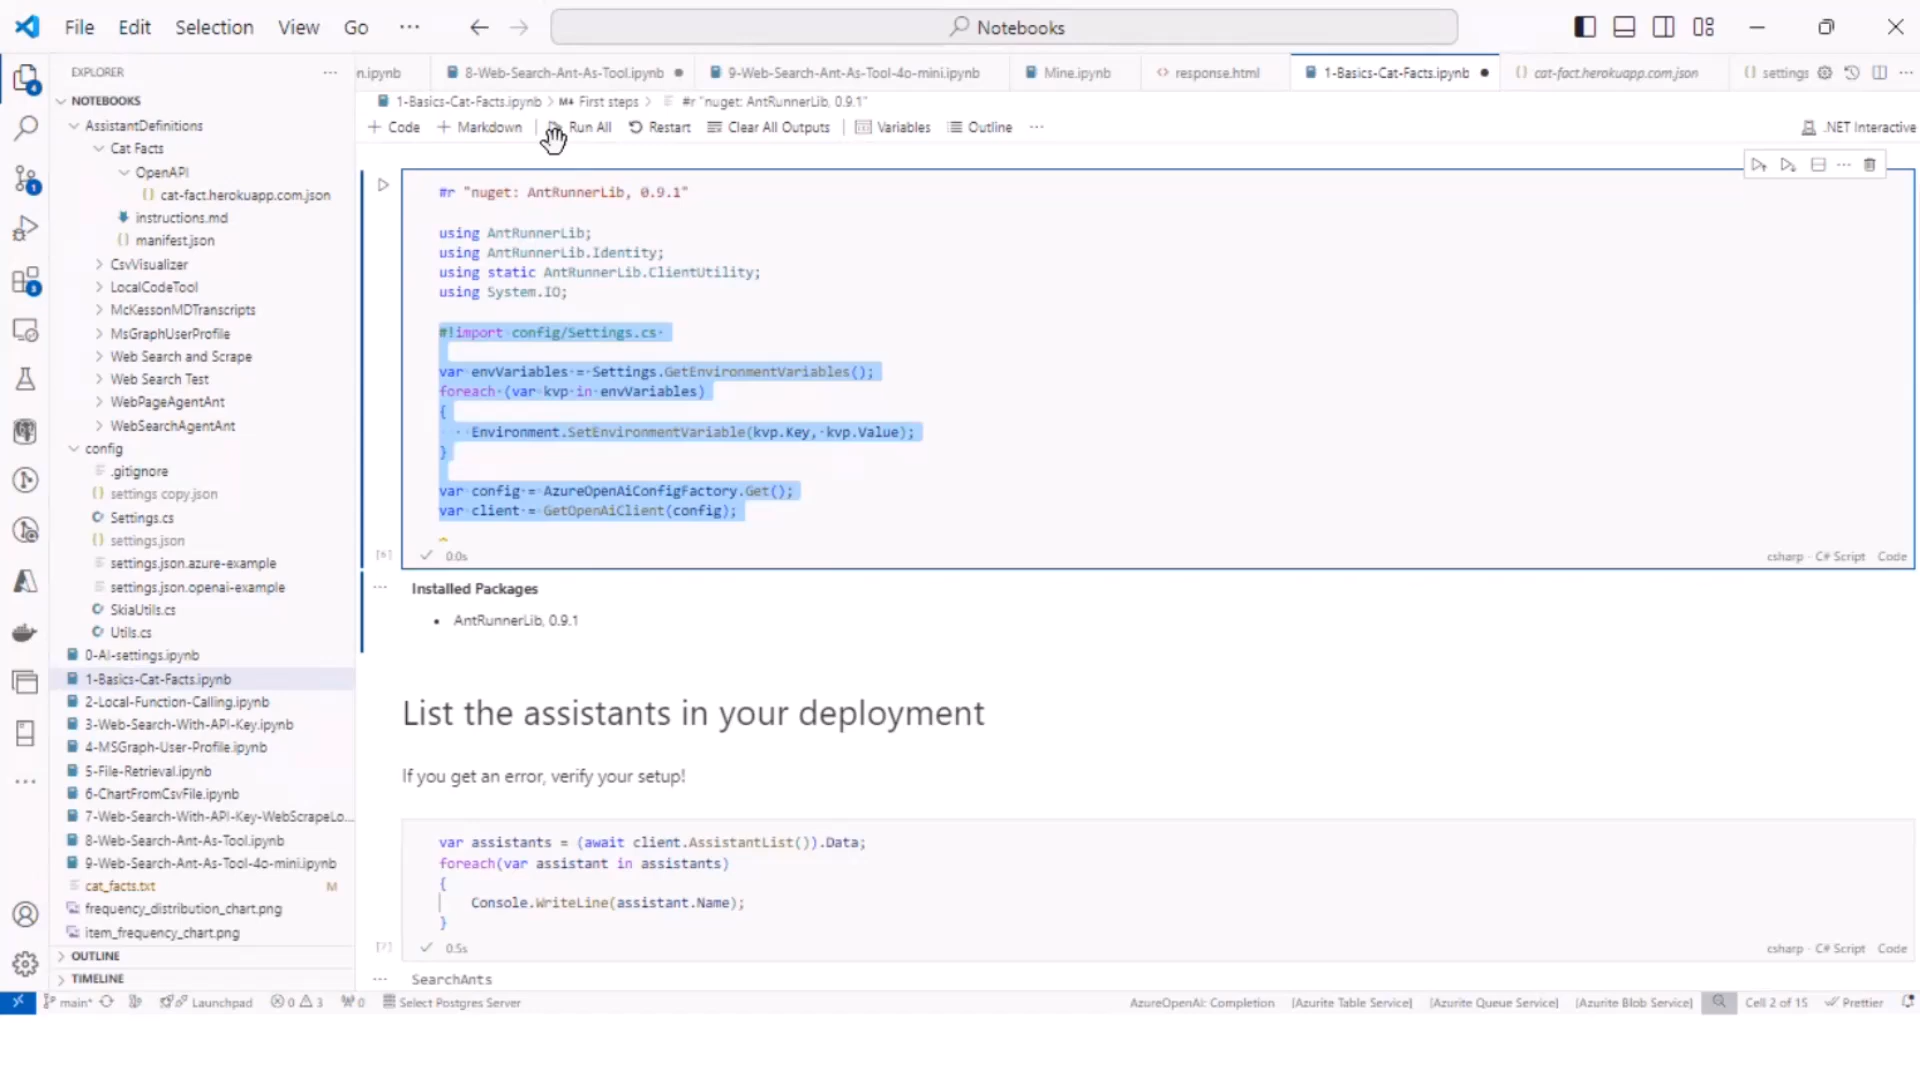 File Edit Selection View Go ··· Notebooks
EXPLORER ···
n.ipynb 8-Web-Search-Ant-As-Tool.ipynb 9-Web-Search-Ant-As-Tool-4o-mini.ipynb Mine.ipynb response.html 1-Basics-Cat-Facts.ipynb cat-fact.herokuapp.com.json settings
NOTEBOOKS
AssistantDefinitions
Cat Facts
OpenAPI
cat-fact.herokuapp.com.json
instructions.md
manifest.json
CsvVisualizer
LocalCodeTool
McKessonMDTranscripts
MsGraphUserProfile
Web Search and Scrape
Web Search Test
WebPageAgentAnt
WebSearchAgentAnt
config
.gitignore
settings copy.json
Settings.cs
settings.json
settings.json.azure-example
settings.json.openai-example
SkiaUtils.cs
Utils.cs
0-AI-settings.ipynb
1-Basics-Cat-Facts.ipynb
2-Local-Function-Calling.ipynb
3-Web-Search-With-API-Key.ipynb
4-MSGraph-User-Profile.ipynb
5-File-Retrieval.ipynb
6-ChartFromCsvFile.ipynb
7-Web-Search-With-API-Key-WebScrapeLo...
8-Web-Search-Ant-As-Tool.ipynb
9-Web-Search-Ant-As-Tool-4o-mini.ipynb
cat_facts.txt M
frequency_distribution_chart.png
item_frequency_chart.png
OUTLINE
TIMELINE
1-Basics-Cat-Facts.ipynb > M↓ First steps > #r "nuget: AntRunnerLib, 0.9.1"
+ Code + Markdown Run All Restart Clear All Outputs Variables Outline ··· .NET Interactive
#r "nuget: AntRunnerLib, 0.9.1"
using AntRunnerLib;
using AntRunnerLib.Identity;
using static AntRunnerLib.ClientUtility;
using System.IO;
#!import config/Settings.cs
var envVariables = Settings.GetEnvironmentVariables();
foreach (var kvp in envVariables)
{
Environment.SetEnvironmentVariable(kvp.Key, kvp.Value);
}
var config = AzureOpenAiConfigFactory.Get();
var client = GetOpenAiClient(config);
[6] 0.0s csharp · C# Script Code
Installed Packages
• AntRunnerLib, 0.9.1
List the assistants in your deployment
If you get an error, verify your setup!
var assistants = (await client.AssistantList()).Data;
foreach(var assistant in assistants)
{
Console.WriteLine(assistant.Name);
}
[7] 0.5s csharp · C# Script Code
SearchAnts
main* Launchpad 0 3 0 Select Postgres Server AzureOpenAI: Completion [Azurite Table Service] [Azurite Queue Service] [Azurite Blob Service] Cell 2 of 15 Prettier